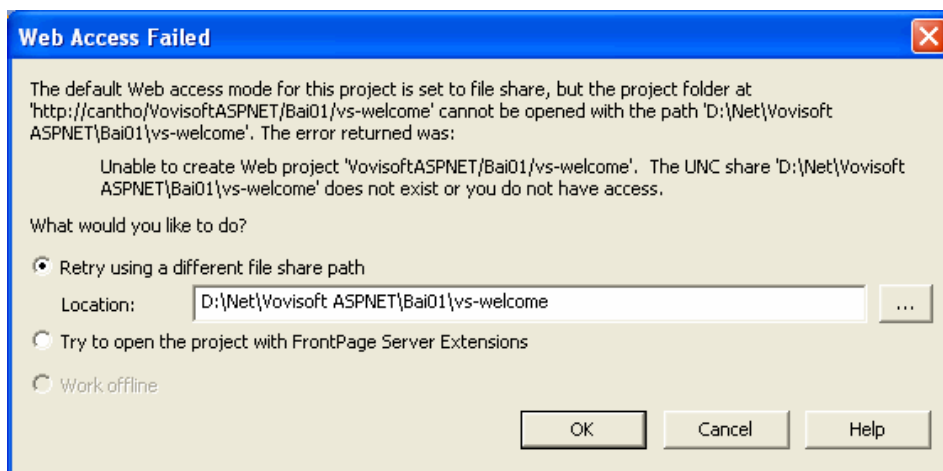 Web Access Failed
The default Web access mode for this project is set to file share, but the project folder at
'http://cantho/VovisoftASPNET/Bai01/vs-welcome' cannot be opened with the path 'D:\Net\Vovisoft
ASPNET\Bai01\vs-welcome'. The error returned was:
Unable to create Web project 'VovisoftASPNET/Bai01/vs-welcome'.  The UNC share 'D:\Net\Vovisoft
ASPNET\Bai01\vs-welcome' does not exist or you do not have access.
What would you like to do?
Retry using a different file share path
Location: D:\Net\Vovisoft ASPNET\Bai01\vs-welcome ...
Try to open the project with FrontPage Server Extensions
Work offline
OK Cancel Help